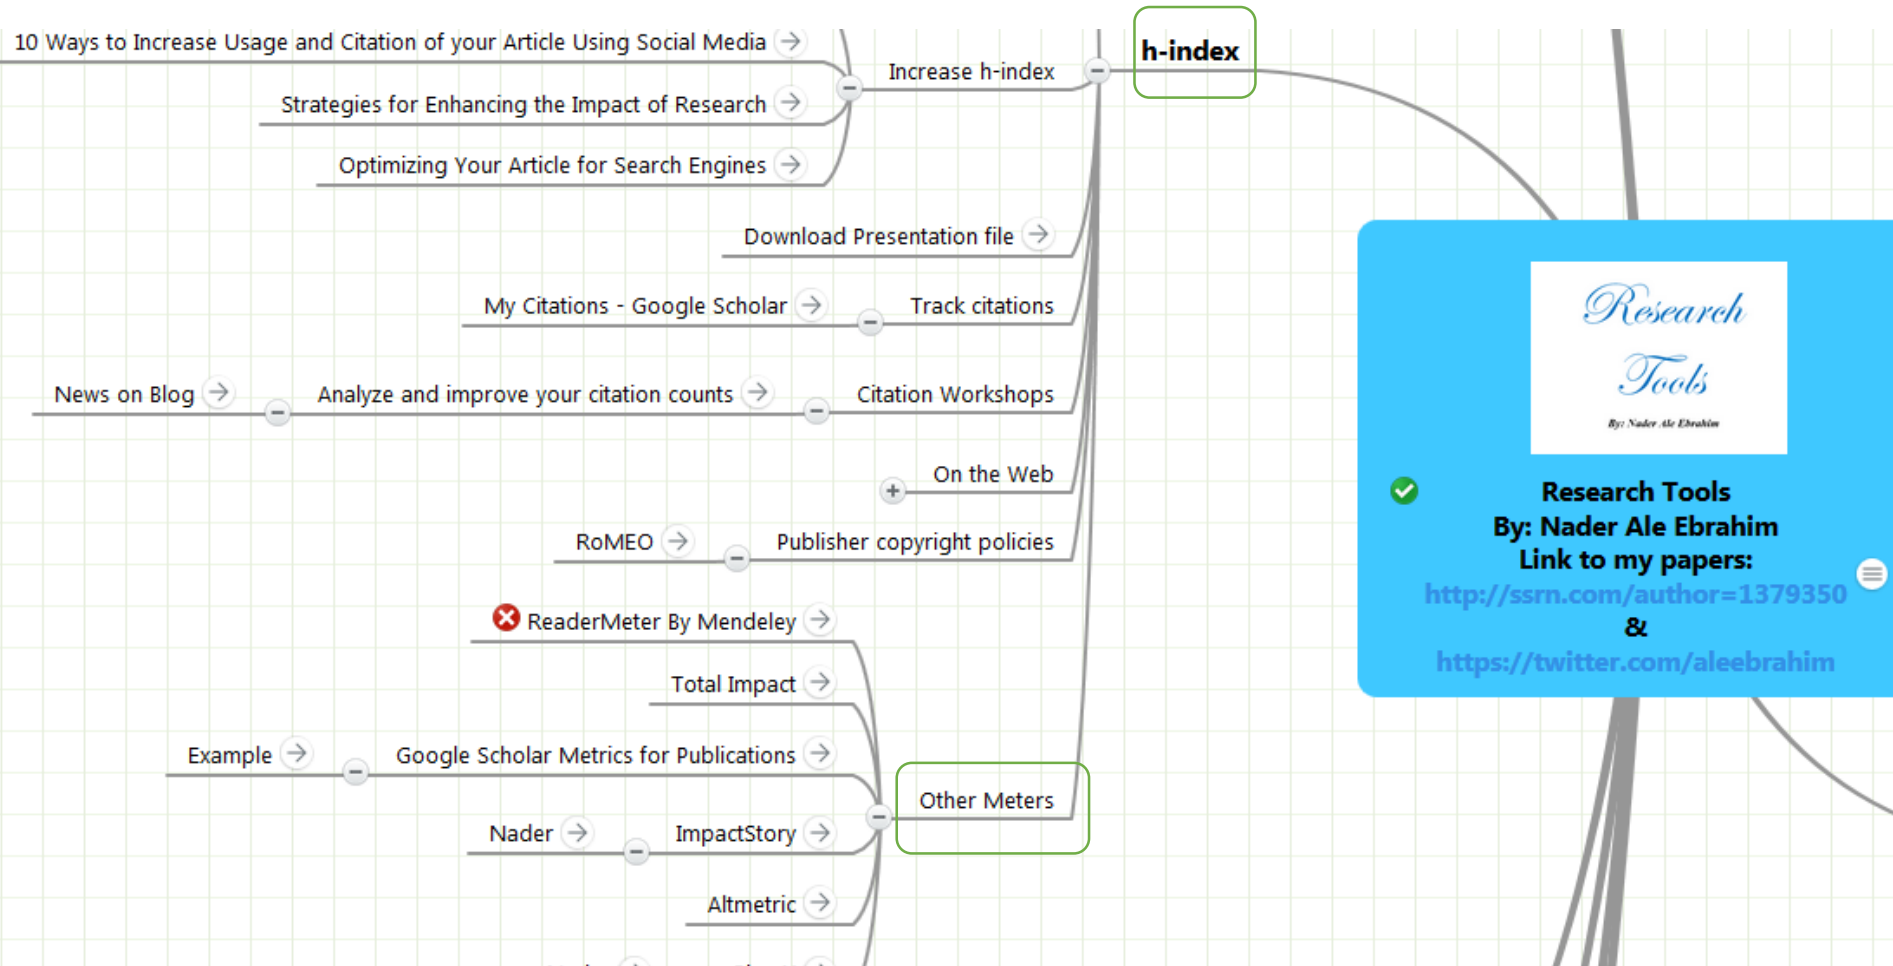 10 Ways to Increase Usage and Citation of your Article Using Social Media
Strategies for Enhancing the Impact of Research
Optimizing Your Article for Search Engines
Increase h-index
h-index
Download Presentation file
My Citations - Google Scholar
Track citations
News on Blog
Analyze and improve your citation counts
Citation Workshops
On the Web
RoMEO
Publisher copyright policies
ReaderMeter By Mendeley
Total Impact
Example
Google Scholar Metrics for Publications
Other Meters
Nader
ImpactStory
Altmetric
Research
Tools
By: Nader Ale Ebrahim
Research Tools
By: Nader Ale Ebrahim
Link to my papers:
http://ssrn.com/author=1379350
&
https://twitter.com/aleebrahim